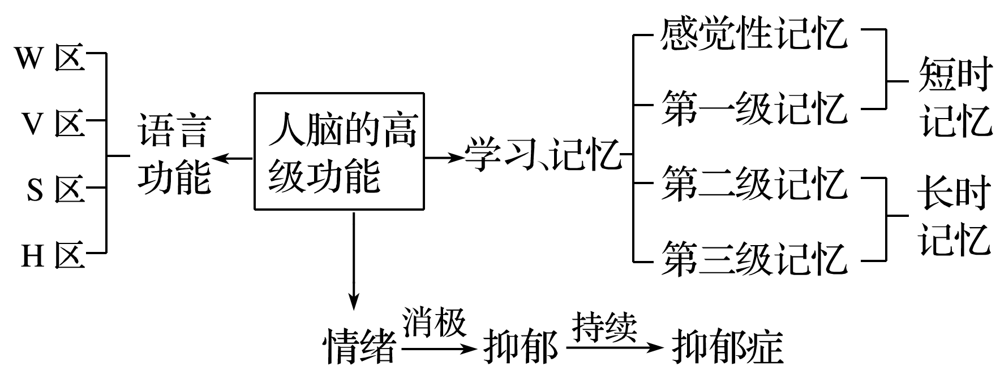 W 区
V 区
S 区
H 区
语言
功能
人脑的高
级功能
学习、记忆
感觉性记忆
第一级记忆
第二级记忆
第三级记忆
短时
记忆
长时
记忆
情绪
消极
抑郁
持续
抑郁症